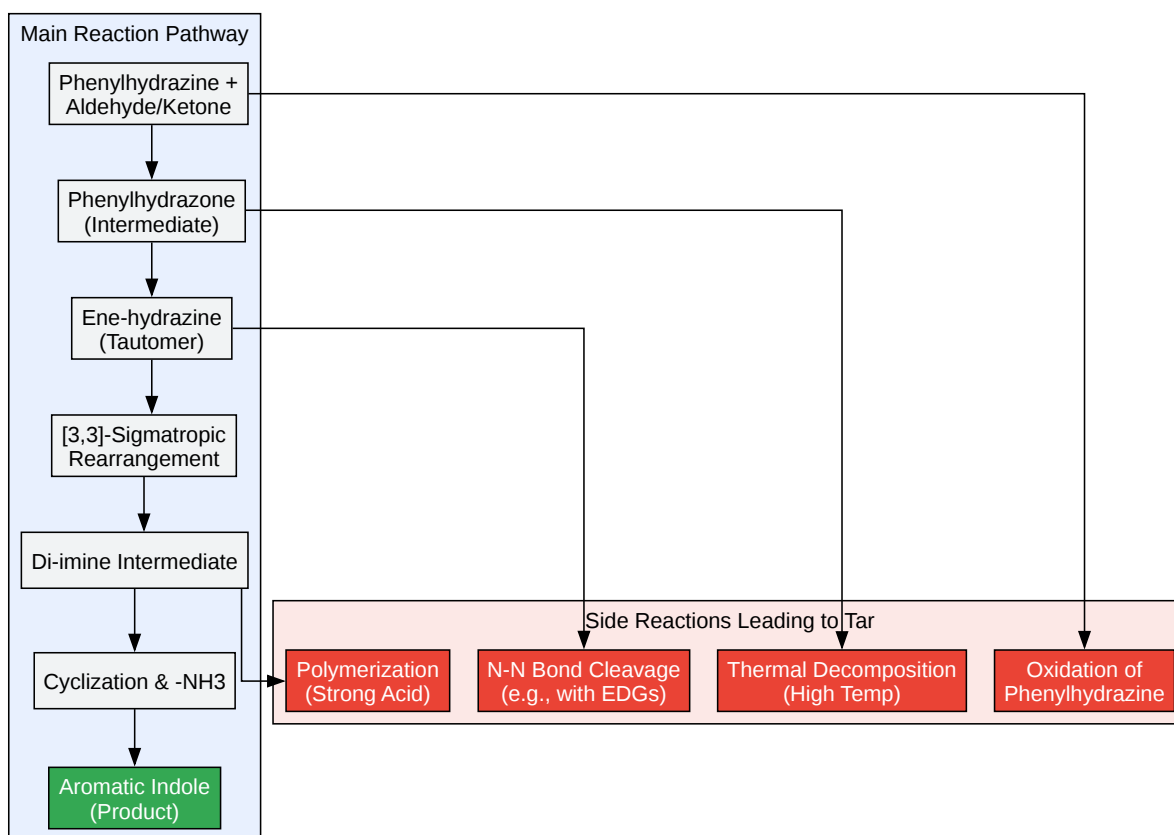 Main Reaction Pathway
Phenylhydrazine +
Aldehyde/Ketone
Phenylhydrazone
(Intermediate)
Ene-hydrazine
(Tautomer)
[3,3]-Sigmatropic
Rearrangement
Di-imine Intermediate
Cyclization & -NH3
Aromatic Indole
(Product)
Side Reactions Leading to Tar
Polymerization
(Strong Acid)
N-N Bond Cleavage
(e.g., with EDGs)
Thermal Decomposition
(High Temp)
Oxidation of
Phenylhydrazine